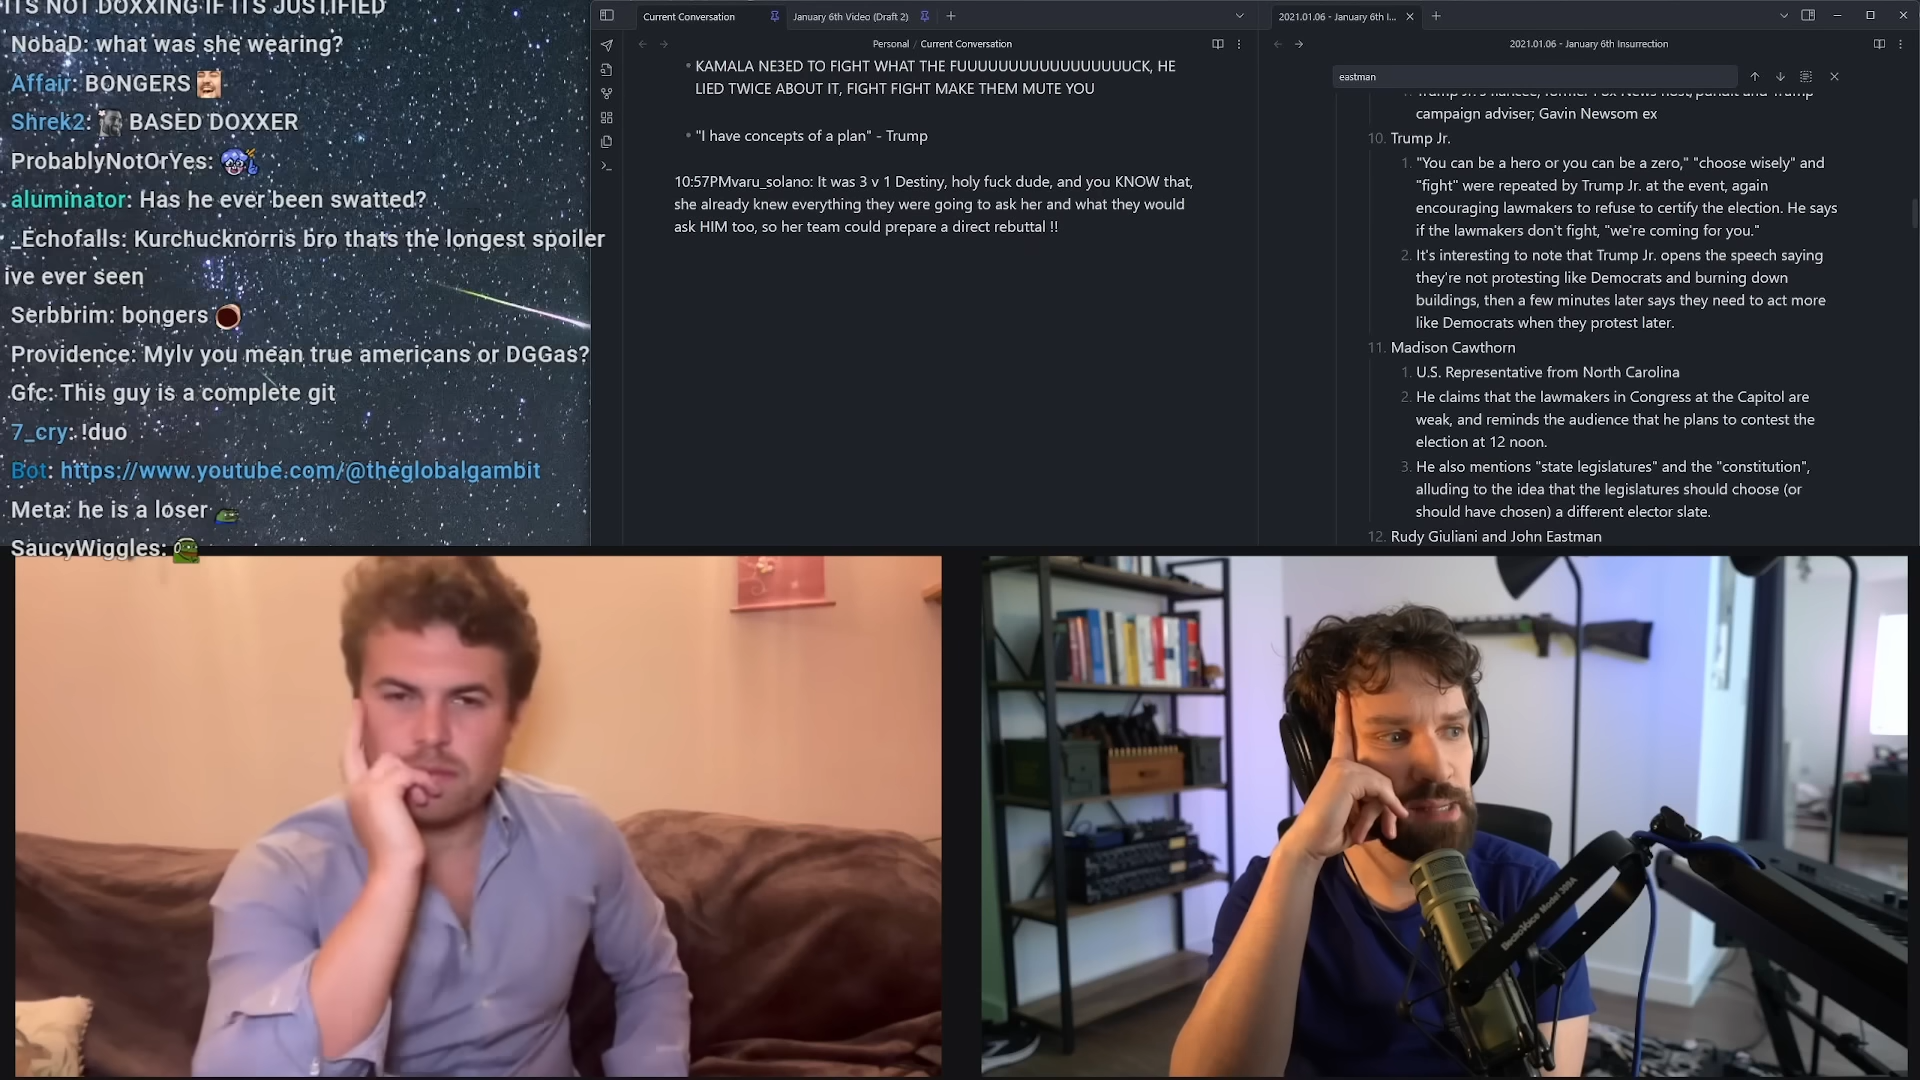 ITS NOT DOXXING IF ITS JUSTIFIED
NobaD: what was she wearing?
Affair: BONGERS
Shrek2: BASED DOXXER
ProbablyNotOrYes:
aluminator: Has he ever been swatted?
_Echofalls: Kurchucknorris bro thats the longest spoiler
ive ever seen
Serbbrim: bongers
Providence: Mylv you mean true americans or DGGas?
Gfc: This guy is a complete git
7_cry: !duo
Bot: https://www.youtube.com/@theglobalgambit
Meta: he is a loser
SaucyWiggles:
Current Conversation
January 6th Video (Draft 2)
Personal / Current Conversation
• KAMALA NE3ED TO FIGHT WHAT THE FUUUUUUUUUUUUUUUUUCK, HE
LIED TWICE ABOUT IT, FIGHT FIGHT MAKE THEM MUTE YOU
• "I have concepts of a plan" - Trump
10:57PMvaru_solano: It was 3 v 1 Destiny, holy fuck dude, and you KNOW that,
she already knew everything they were going to ask her and what they would
ask HIM too, so her team could prepare a direct rebuttal !!
2021.01.06 - January 6th I...
2021.01.06 - January 6th Insurrection
eastman
1. Trump Jr.'s fiancée, former Fox News host, pundit and Trump
campaign adviser; Gavin Newsom ex
10. Trump Jr.
1. "You can be a hero or you can be a zero," "choose wisely" and
"fight" were repeated by Trump Jr. at the event, again
encouraging lawmakers to refuse to certify the election. He says
if the lawmakers don't fight, "we're coming for you."
2. It's interesting to note that Trump Jr. opens the speech saying
they're not protesting like Democrats and burning down
buildings, then a few minutes later says they need to act more
like Democrats when they protest later.
11. Madison Cawthorn
1. U.S. Representative from North Carolina
2. He claims that the lawmakers in Congress at the Capitol are
weak, and reminds the audience that he plans to contest the
election at 12 noon.
3. He also mentions "state legislatures" and the "constitution",
alluding to the idea that the legislatures should choose (or
should have chosen) a different elector slate.
12. Rudy Giuliani and John Eastman
ElectroVoice Model 309A